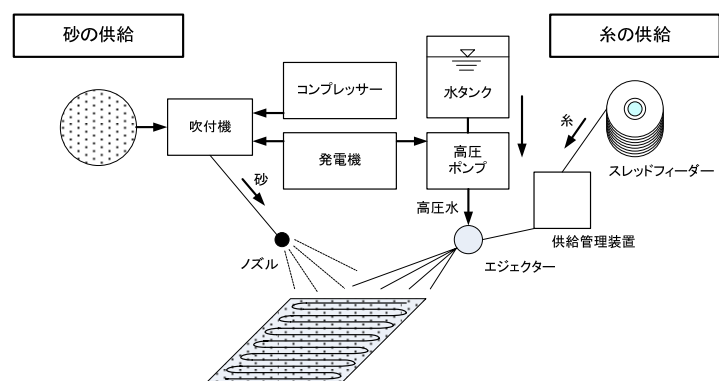 砂の供給
糸の供給
コンプレッサー
水タンク
吹付機
発電機
高圧
ポンプ
糸
スレッドフィーダー
砂
高圧水
供給管理装置
ノズル
エジェクター